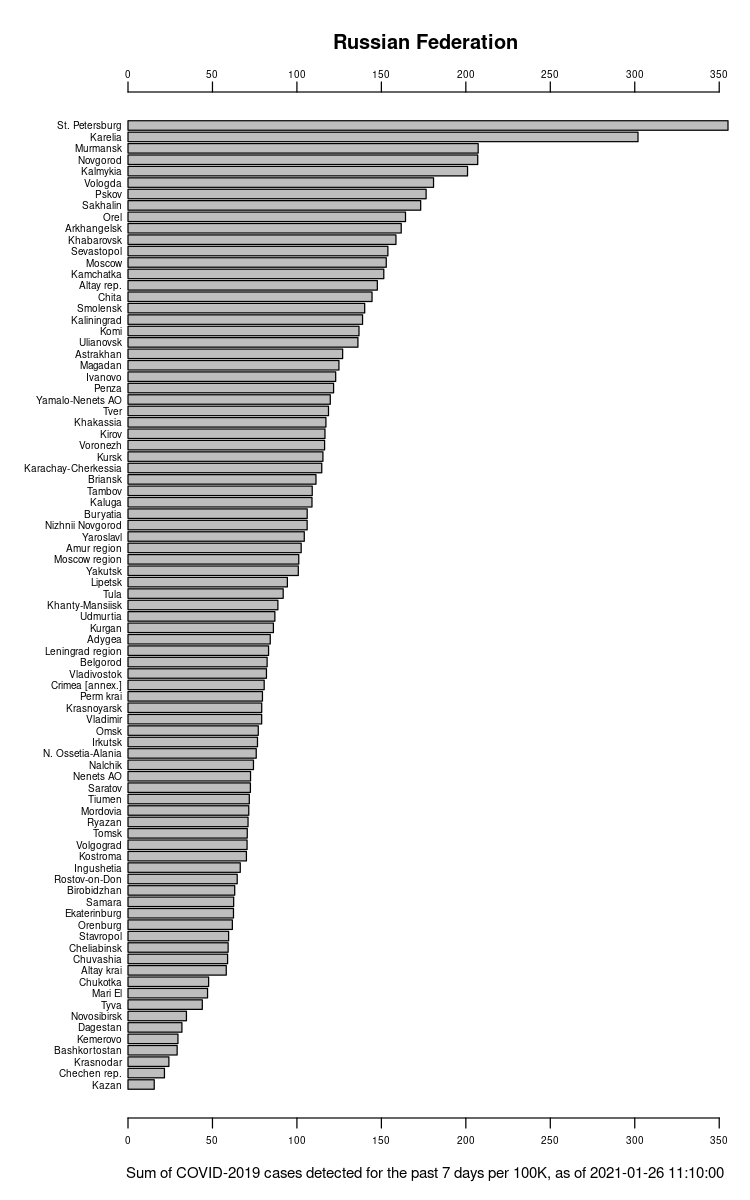 Russian Federation
0 50 100 150 200 250 300 350
St. Petersburg
Karelia
Murmansk
Novgorod
Kalmykia
Vologda
Pskov
Sakhalin
Orel
Arkhangelsk
Khabarovsk
Sevastopol
Moscow
Kamchatka
Altay rep.
Chita
Smolensk
Kaliningrad
Komi
Ulianovsk
Astrakhan
Magadan
Ivanovo
Penza
Yamalo-Nenets AO
Tver
Khakassia
Kirov
Voronezh
Kursk
Karachay-Cherkessia
Briansk
Tambov
Kaluga
Buryatia
Nizhnii Novgorod
Yaroslavl
Amur region
Moscow region
Yakutsk
Lipetsk
Tula
Khanty-Mansiisk
Udmurtia
Kurgan
Adygea
Leningrad region
Belgorod
Vladivostok
Crimea [annex.]
Perm krai
Krasnoyarsk
Vladimir
Omsk
Irkutsk
N. Ossetia-Alania
Nalchik
Nenets AO
Saratov
Tiumen
Mordovia
Ryazan
Tomsk
Volgograd
Kostroma
Ingushetia
Rostov-on-Don
Birobidzhan
Samara
Ekaterinburg
Orenburg
Stavropol
Cheliabinsk
Chuvashia
Altay krai
Chukotka
Mari El
Tyva
Novosibirsk
Dagestan
Kemerovo
Bashkortostan
Krasnodar
Chechen rep.
Kazan
0 50 100 150 200 250 300 350
Sum of COVID-2019 cases detected for the past 7 days per 100K, as of 2021-01-26 11:10:00